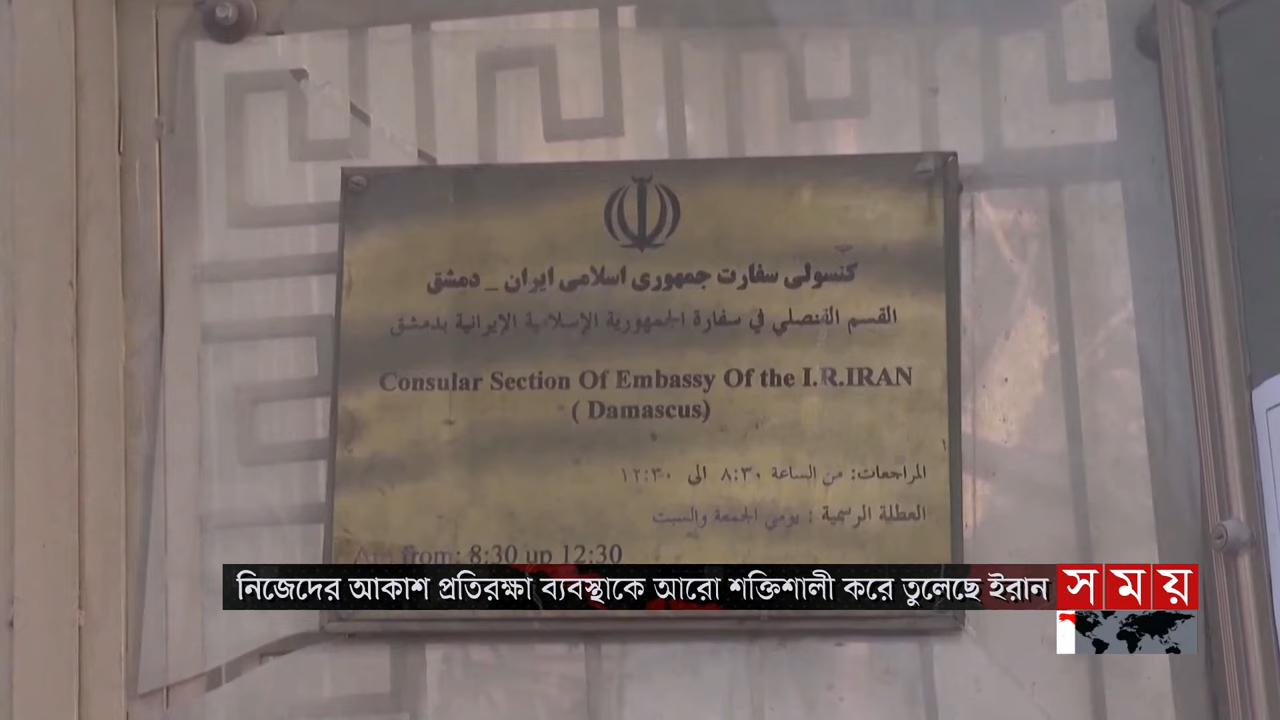 کنسولی سفارت جمهوری اسلامی ایران _ دمشق
القسم القنصلي في سفارة الجمهورية الإسلامية الإيرانية بدمشق
Consular Section Of Embassy Of the I.R.IRAN
( Damascus)
المراجعات: من الساعة ٨:٣٠ الى ١٢:٣٠
العطلة الرسمية : يومي الجمعة والسبت
from: 8:30 up 12:30
নিজেদের আকাশ প্রতিরক্ষা ব্যবস্থাকে আরো শক্তিশালী করে তুলেছে ইরান
সময়